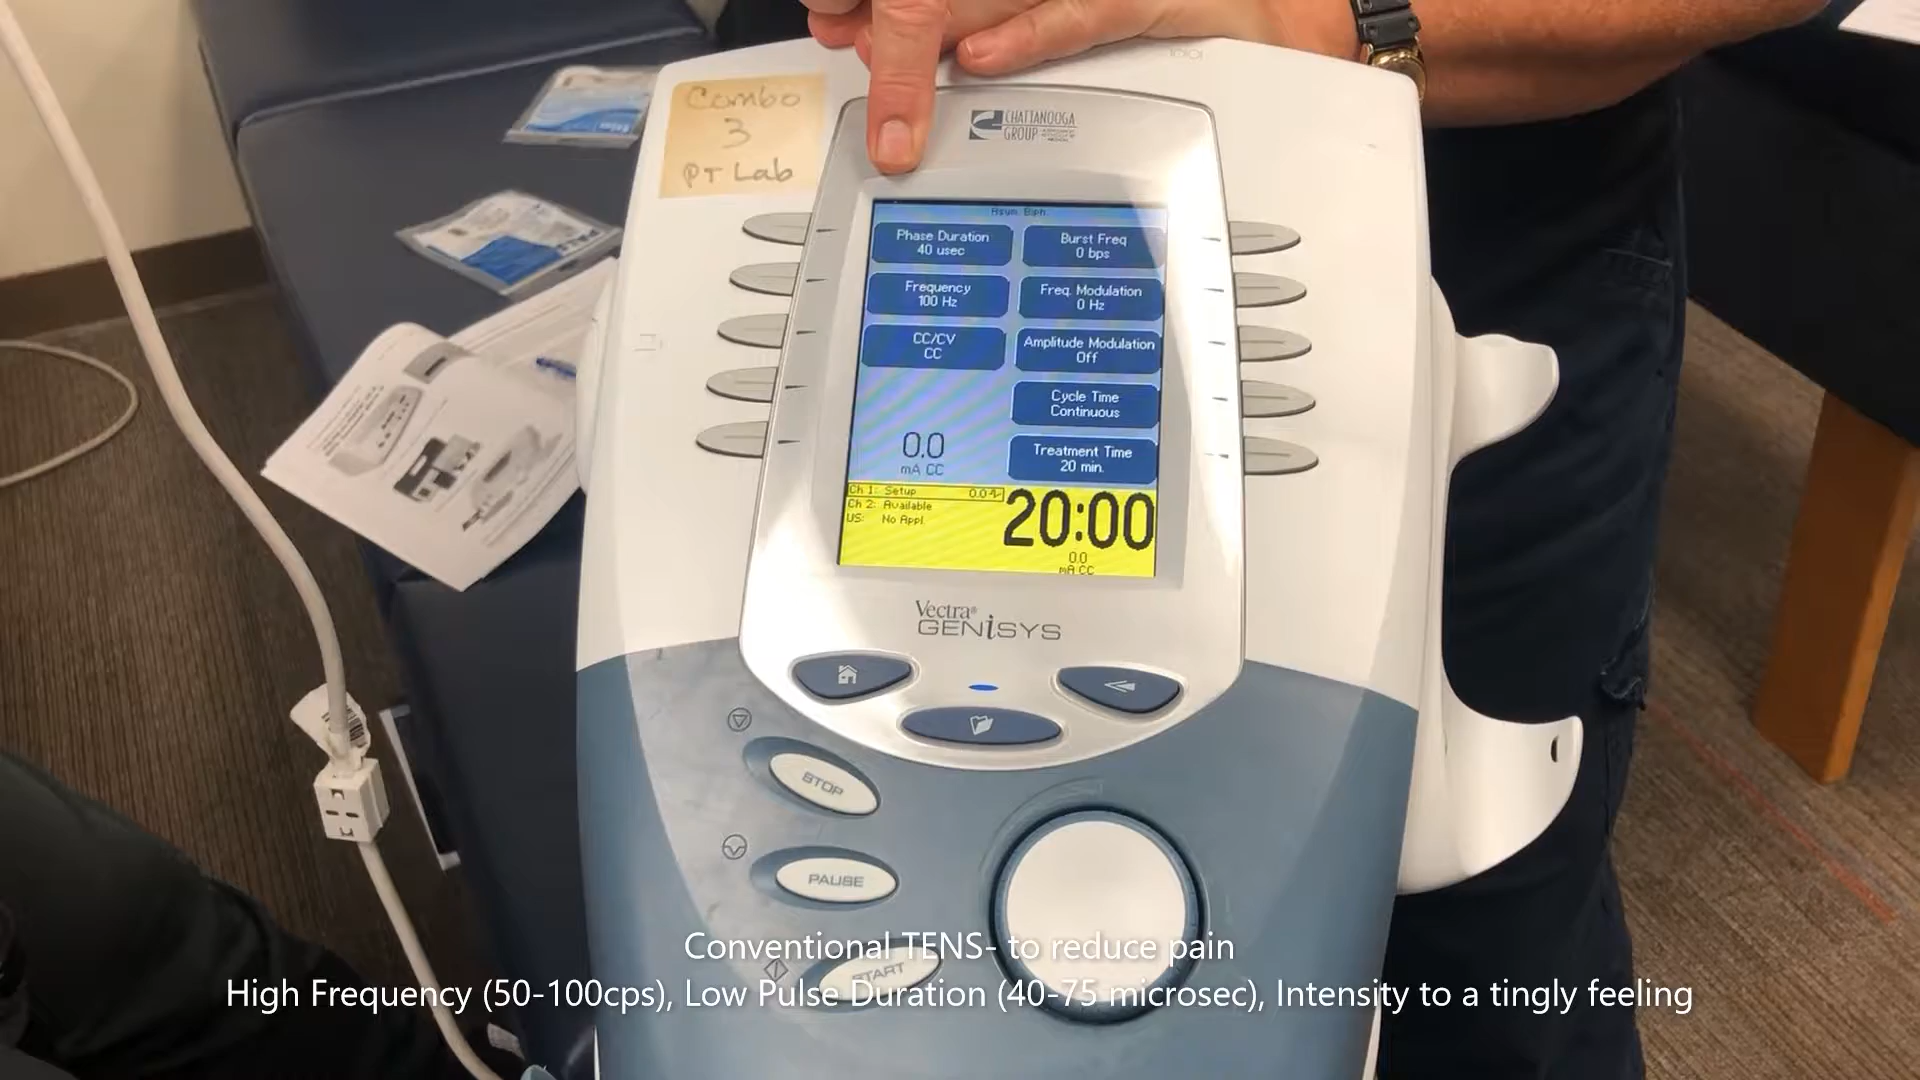 Combo
3
PT Lab
CHATTANOOGA
GROUP
Asym. Biph.
Phase Duration
40 usec
Burst Freq
0 bps
Frequency
100 Hz
Freq. Modulation
0 Hz
CC/CV
CC
Amplitude Modulation
Off
Cycle Time
Continuous
0.0
mA CC
Treatment Time
20 min.
Ch 1: Setup 0.0
Ch 2: Available
US: No Appl.
20:00
0.0
mA CC
Vectra®
GENiSYS
STOP
PAUSE
START
Conventional TENS- to reduce pain
High Frequency (50-100cps), Low Pulse Duration (40-75 microsec), Intensity to a tingly feeling